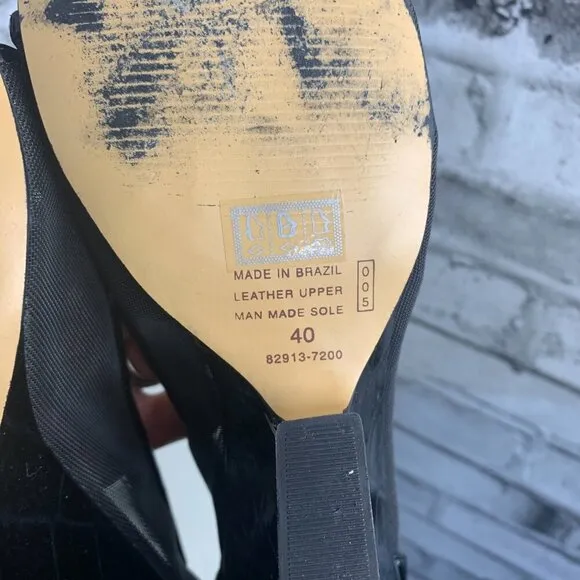 MADE IN BRAZIL
LEATHER UPPER
MAN MADE SOLE
005
40
82913-7200